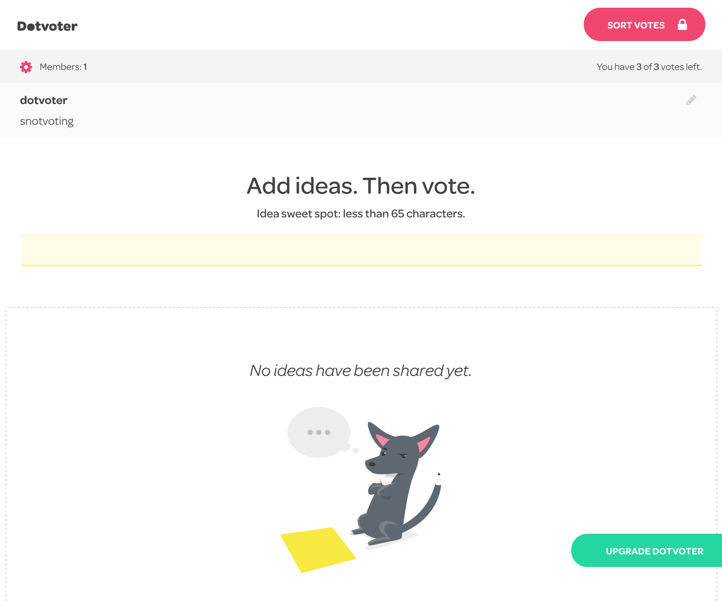 Dotvoter
SORT VOTES
Members: 1
You have 3 of 3 votes left.
dotvoter
snotvoting
Add ideas. Then vote.
Idea sweet spot: less than 65 characters.
No ideas have been shared yet.
UPGRADE DOTVOTER